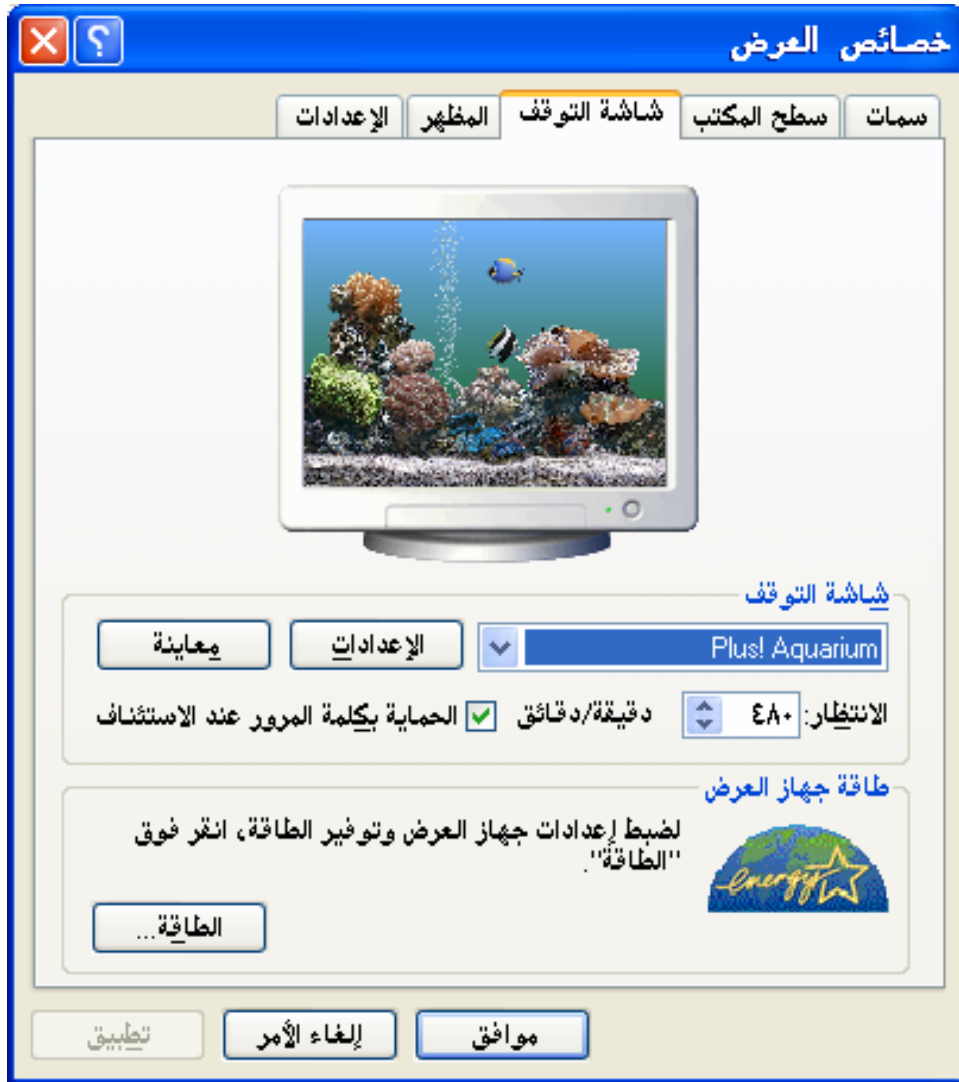 خصائص العرض
سمات
سطح المكتب
شاشة التوقف
المظهر
الإعدادات
شاشة التوقف
Plus! Aquarium
الإعدادات
معاينة
الانتظار: ٤٨٠ دقيقة/دقائق
الحماية بكلمة المرور عند الاستئناف
طاقة جهاز العرض
لضبط إعدادات جهاز العرض وتوفير الطاقة، انقر فوق
"الطاقة".
energy
الطاقة...
موافق
إلغاء الأمر
تطبيق